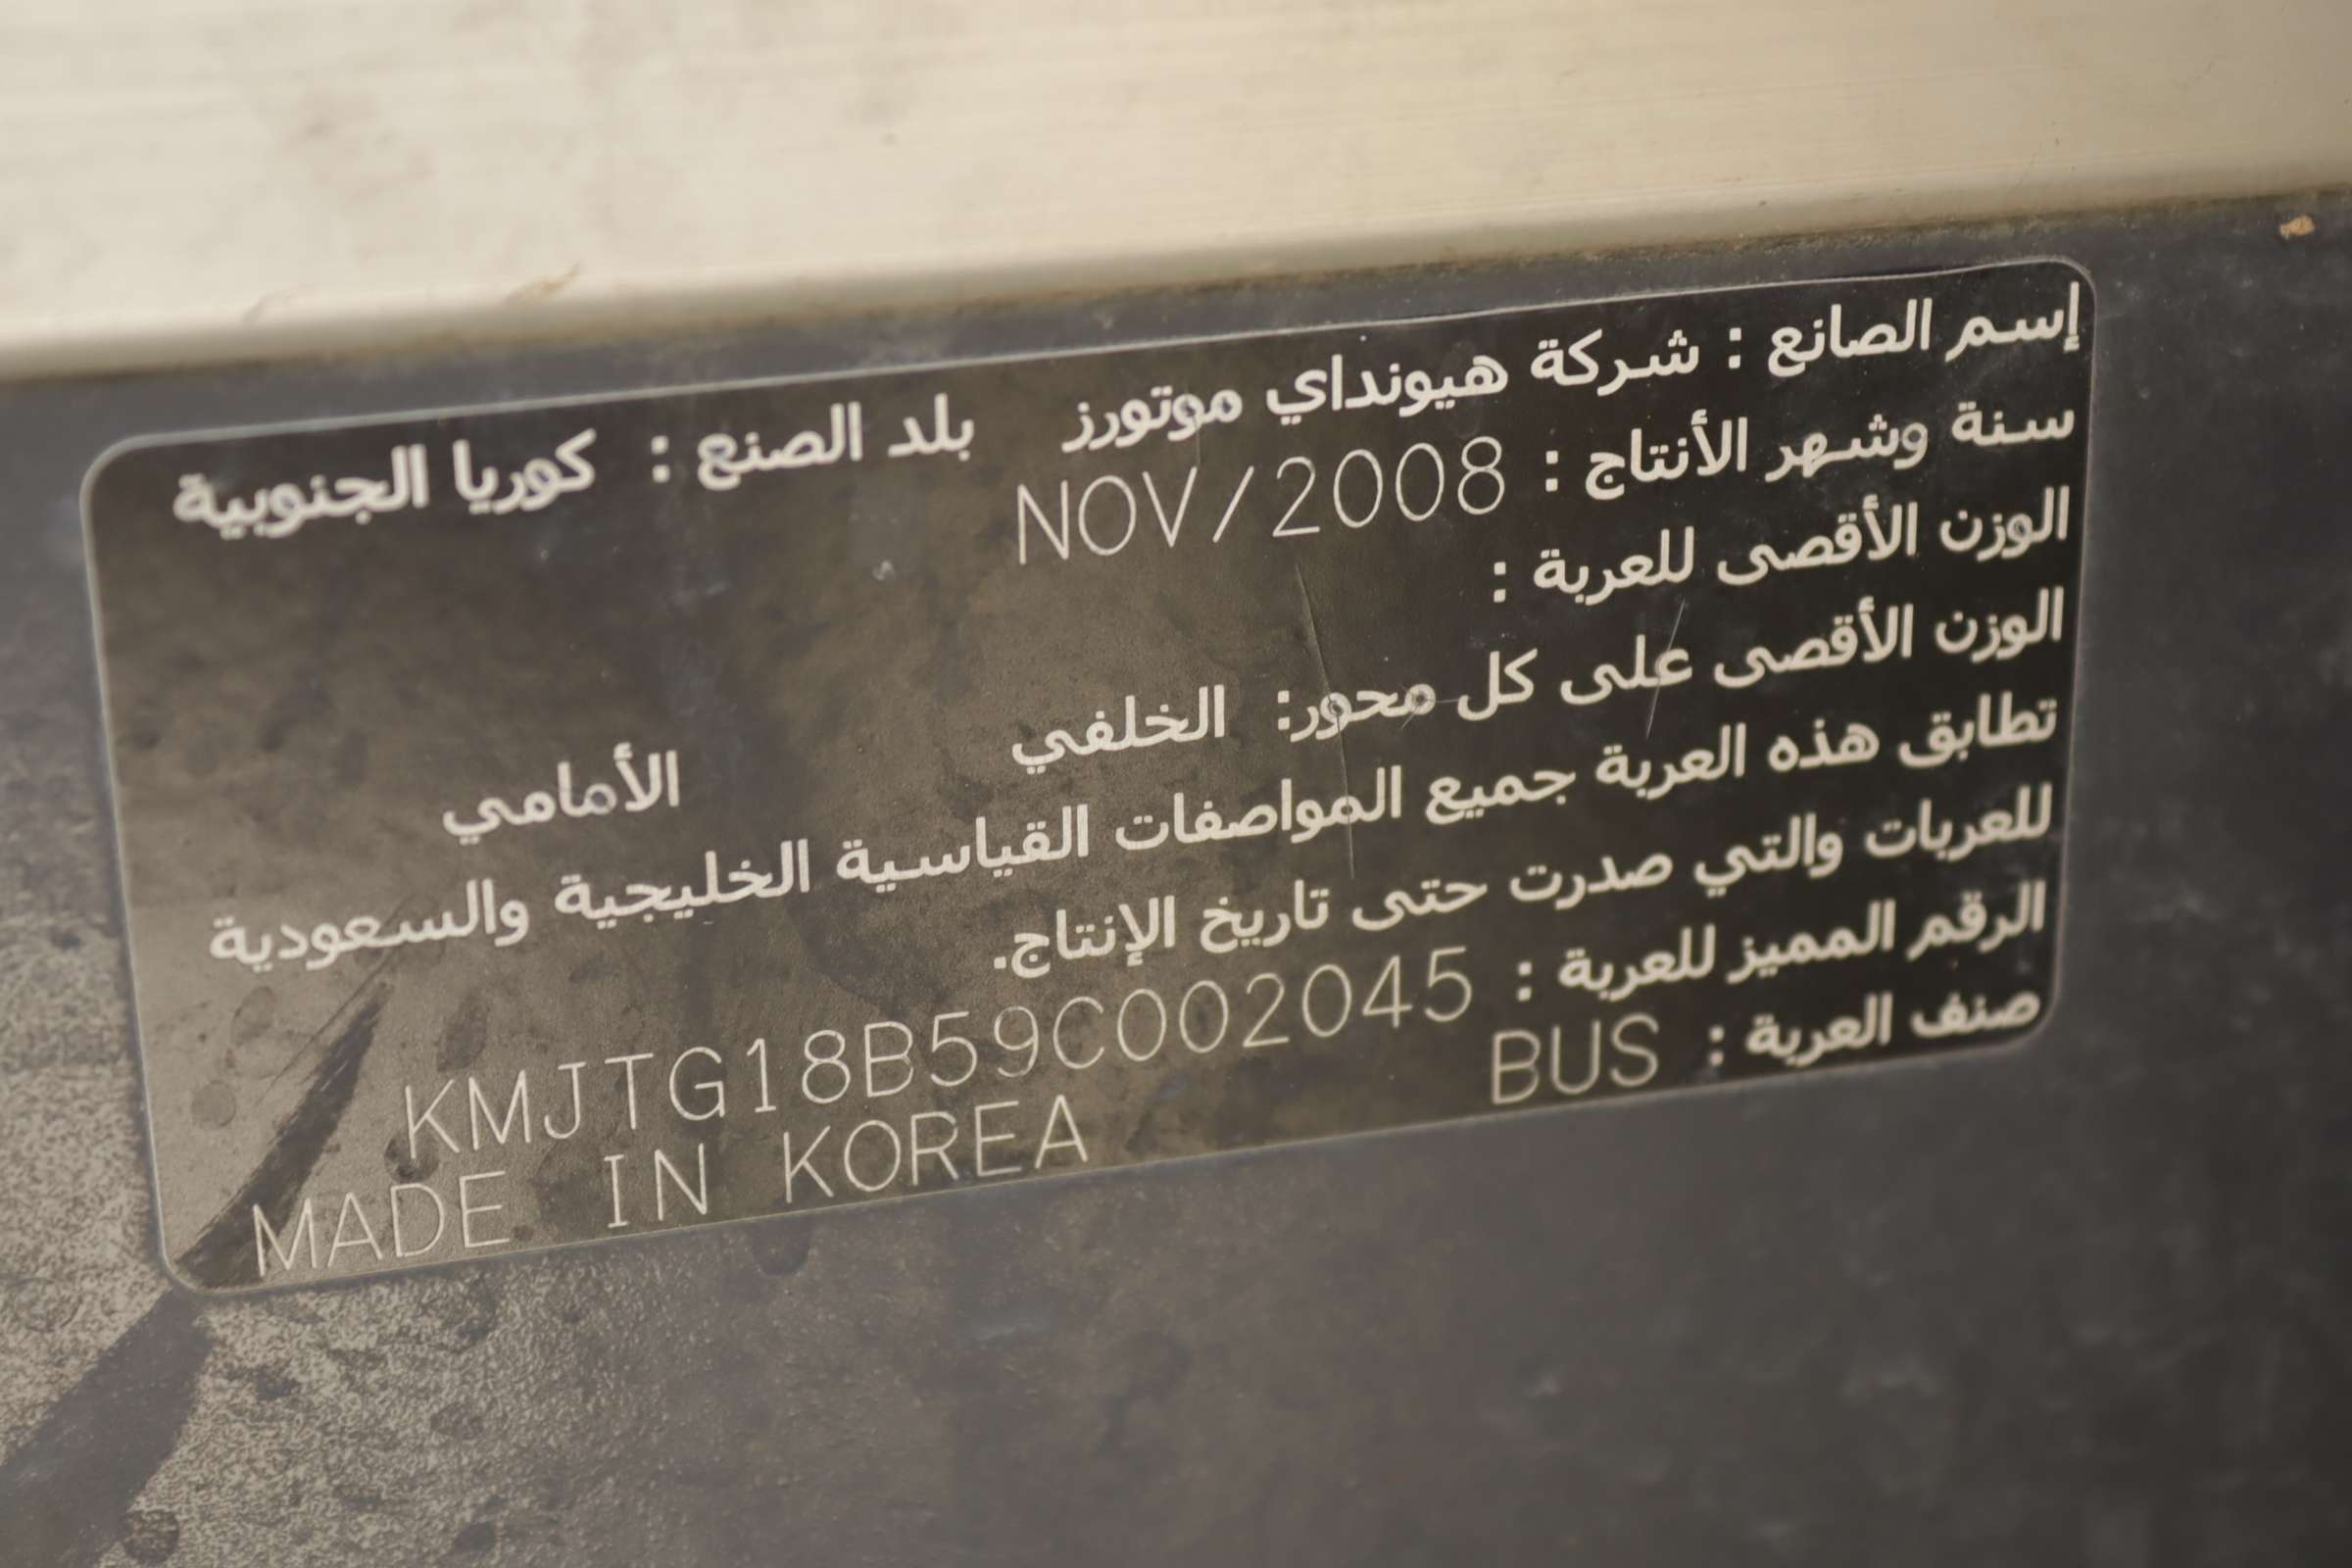 إسم الصانع : شركة هيونداي موتورز بلد الصنع : كوريا الجنوبية
سنة وشهر الأنتاج : NOV/2008
الوزن الأقصى للعربة :
الوزن الأقصى على كل محور: الخلفي الأمامي
تطابق هذه العربة جميع المواصفات القياسية الخليجية والسعودية
للعربات والتي صدرت حتى تاريخ الإنتاج.
الرقم المميز للعربة : KMJTG18B59C002045
صنف العربة : BUS MADE IN KOREA